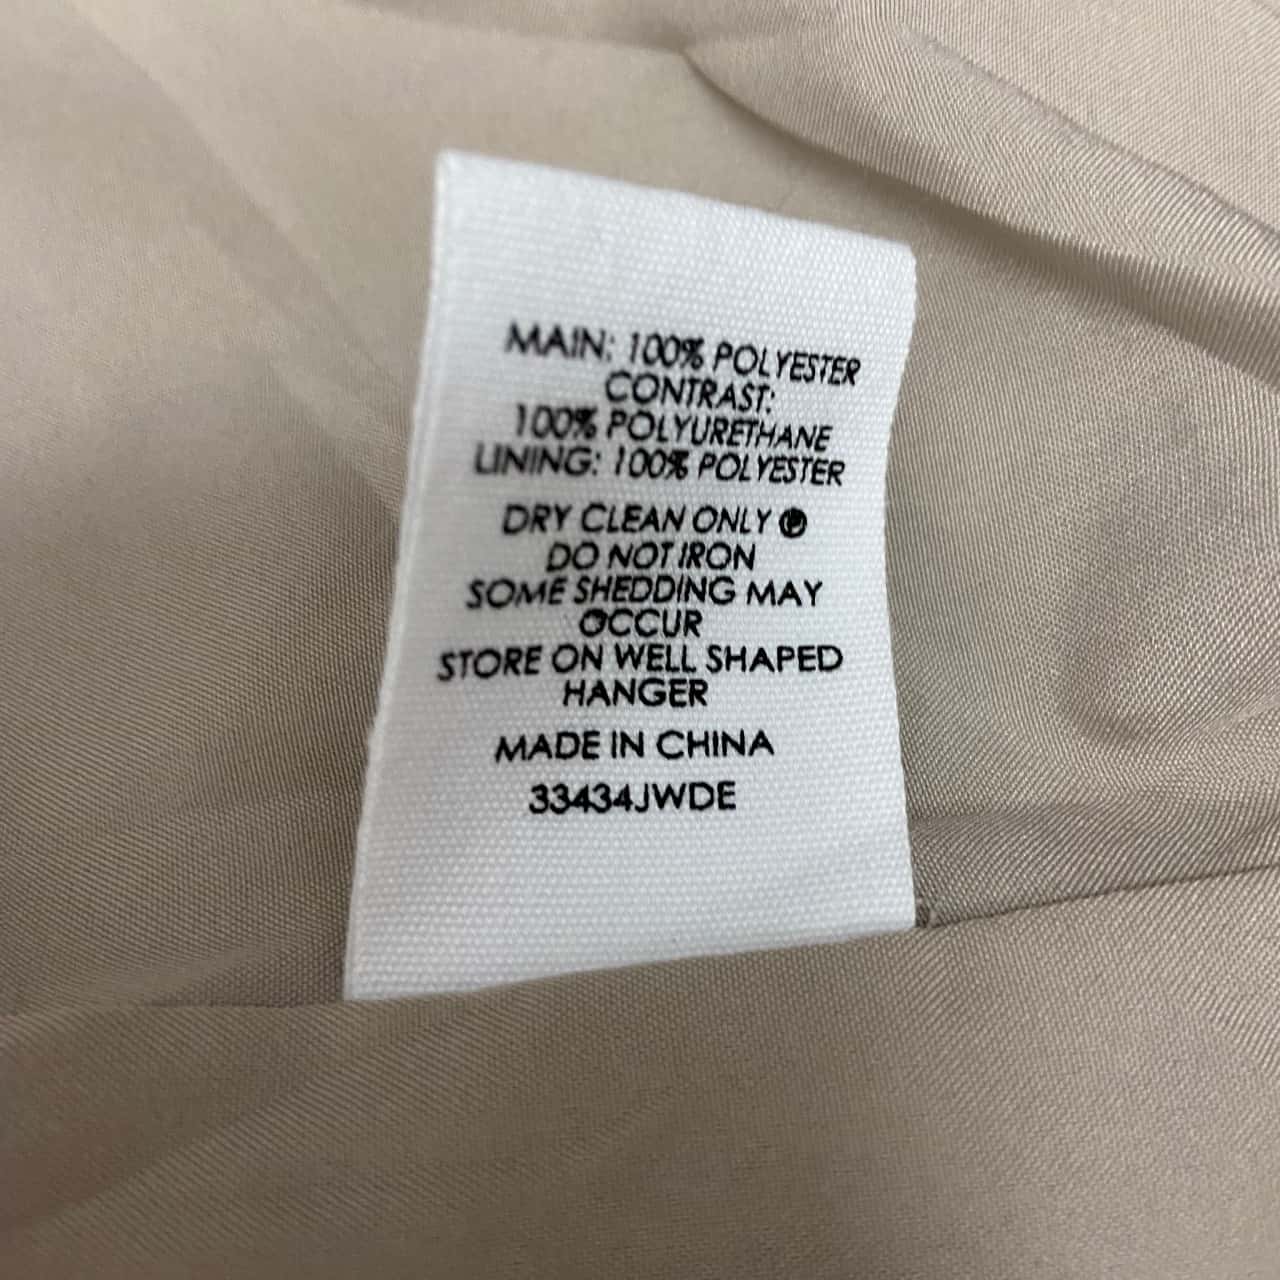 MAIN: 100% POLYESTER
CONTRAST:
100% POLYURETHANE
LINING: 100% POLYESTER
DRY CLEAN ONLY Ⓟ
DO NOT IRON
SOME SHEDDING MAY
OCCUR
STORE ON WELL SHAPED
HANGER
MADE IN CHINA
33434JWDE